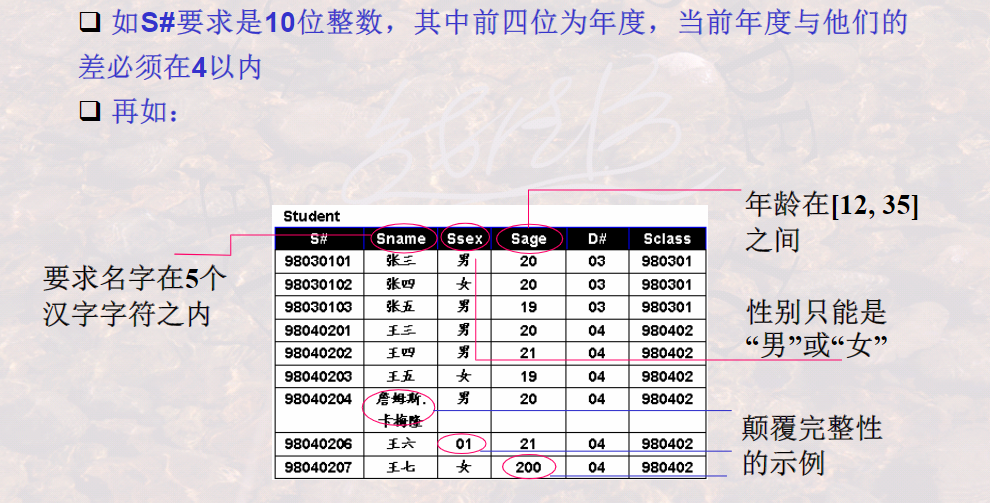 如S#要求是10位整数，其中前四位为年度，当前年度与他们的
差必须在4以内
再如：
年龄在[12, 35]
之间
要求名字在5个
汉字字符之内
性别只能是
“男”或“女”
颠覆完整性
的示例
Student
S# Sname Ssex Sage D# Sclass
98030101 张三 男 20 03 980301
98030102 张四 女 20 03 980301
98030103 张五 男 19 03 980301
98040201 王三 男 20 04 980402
98040202 王四 男 21 04 980402
98040203 王五 女 19 04 980402
98040204 詹姆斯. 男 20 04 980402
卡梅隆
98040206 王六 01 21 04 980402
98040207 王七 女 200 04 980402